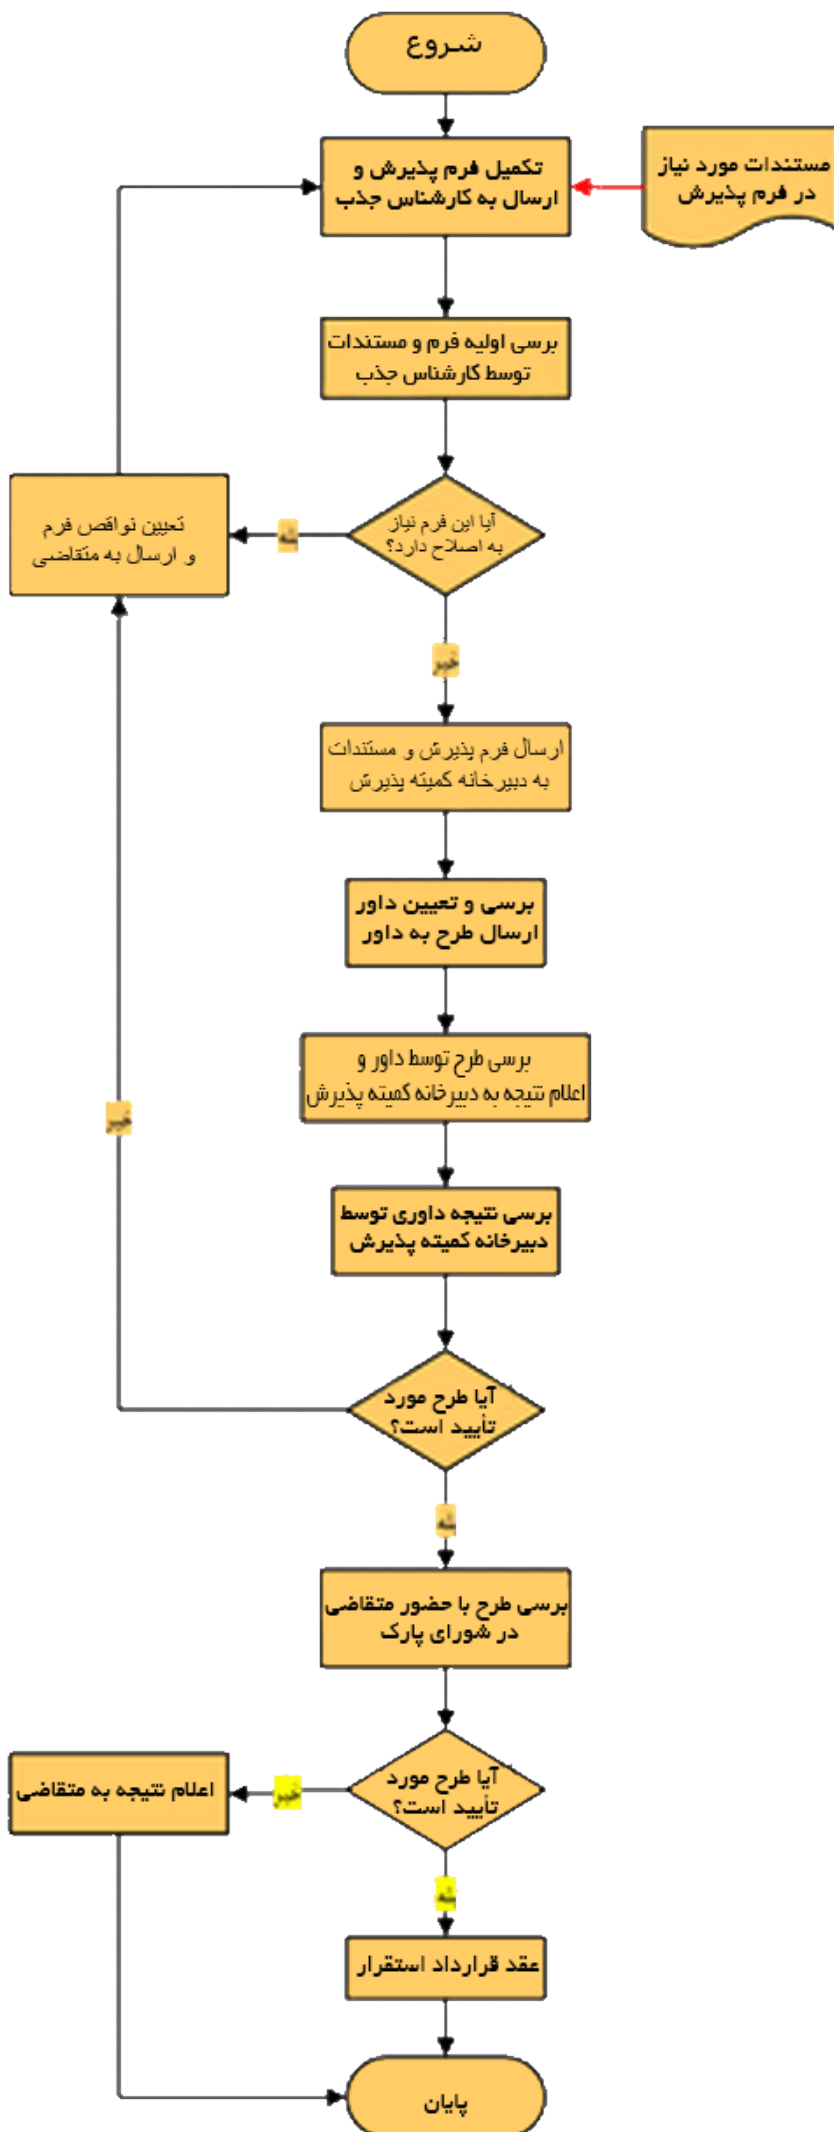 شروع
تکمیل فرم پذیرش و
ارسال به کارشناس جذب
مستندات مورد نیاز
در فرم پذیرش
برسی اولیه فرم و مستندات
توسط کارشناس جذب
آیا این فرم نیاز
به اصلاح دارد؟
بله
تعیین نواقص فرم
و ارسال به متقاضی
خیر
ارسال فرم پذیرش و مستندات
به دبیرخانه کمیته پذیرش
برسی و تعیین داور
ارسال طرح به داور
برسی طرح توسط داور و
اعلام نتیجه به دبیرخانه کمیته پذیرش
خیر
برسی نتیجه داوری توسط
دبیرخانه کمیته پذیرش
آیا طرح مورد
تأیید است؟
بله
برسی طرح با حضور متقاضی
در شورای پارک
آیا طرح مورد
تأیید است؟
خیر
اعلام نتیجه به متقاضی
بله
عقد قرارداد استقرار
پایان